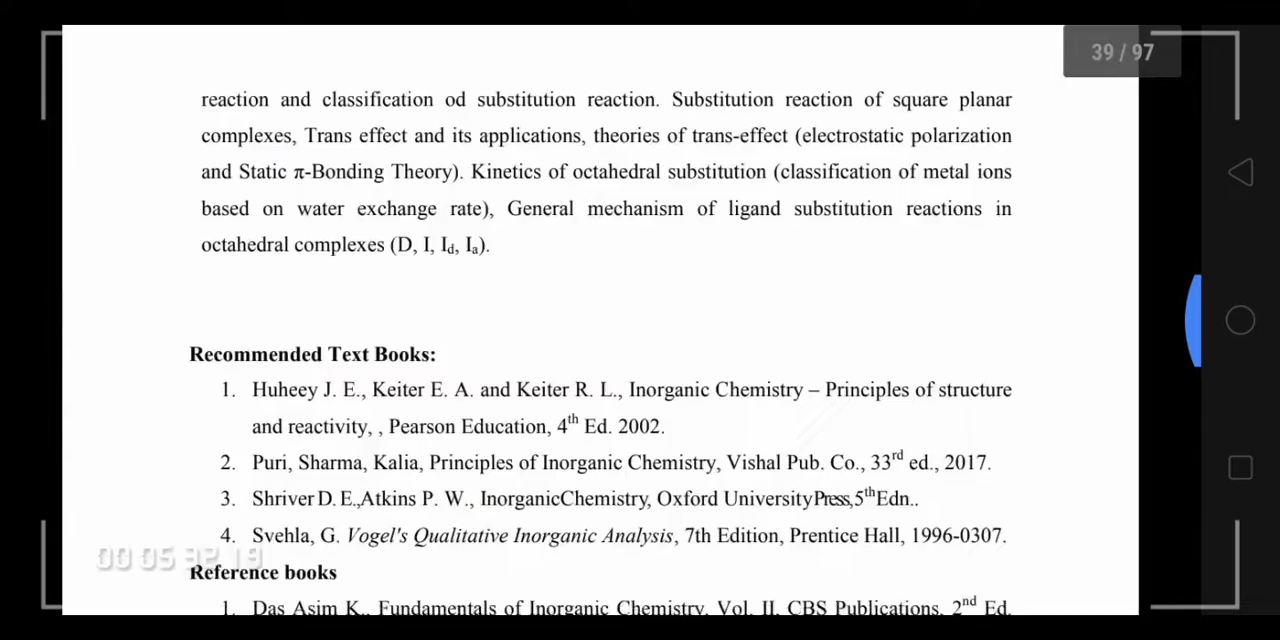 39 / 97
reaction and classification od substitution reaction. Substitution reaction of square planar
complexes, Trans effect and its applications, theories of trans-effect (electrostatic polarization
and Static π-Bonding Theory). Kinetics of octahedral substitution (classification of metal ions
based on water exchange rate), General mechanism of ligand substitution reactions in
octahedral complexes (D, I, Id, Ia).
Recommended Text Books:
1. Huheey J. E., Keiter E. A. and Keiter R. L., Inorganic Chemistry – Principles of structure
and reactivity, , Pearson Education, 4th Ed. 2002.
2. Puri, Sharma, Kalia, Principles of Inorganic Chemistry, Vishal Pub. Co., 33rd ed., 2017.
3. Shriver D. E.,Atkins P. W., InorganicChemistry, Oxford UniversityPress,5thEdn..
4. Svehla, G. Vogel's Qualitative Inorganic Analysis, 7th Edition, Prentice Hall, 1996-0307.
00 05 32 19
Reference books
1. Das Asim K., Fundamentals of Inorganic Chemistry, Vol. II, CBS Publications, 2nd Ed.